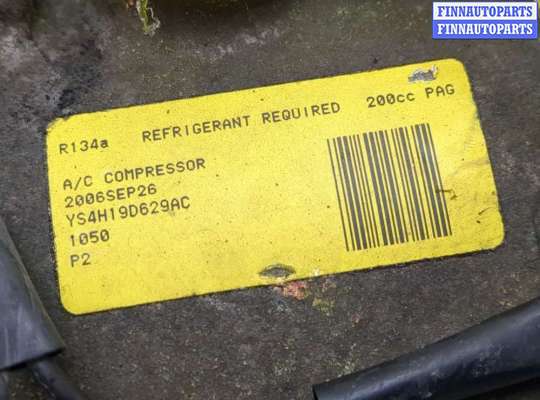 FINNAUTOPARTS
FINNAUTOPARTS
R134a REFRIGERANT REQUIRED 200cc PAG
A/C COMPRESSOR
2006SEP26
YS4H19D629AC
1050
P2